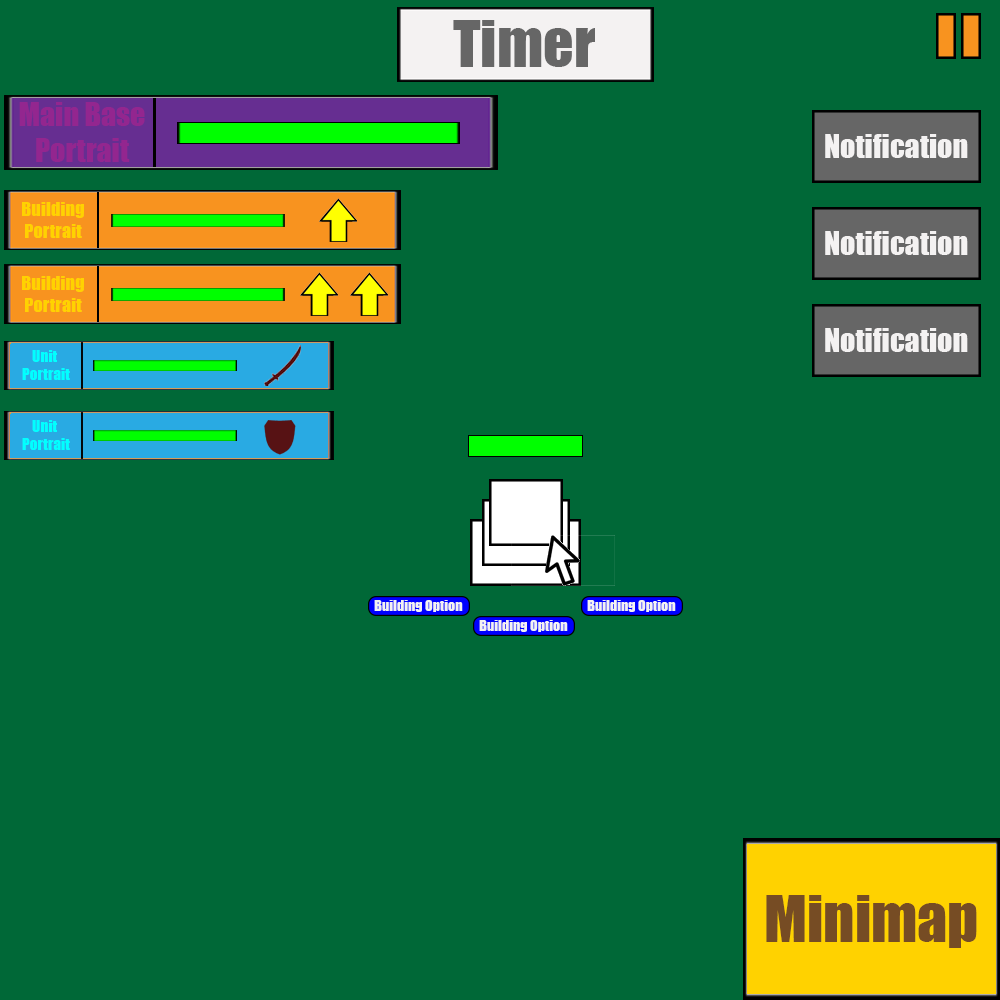 Timer
Main Base
Portrait
Building
Portrait
Building
Portrait
Unit
Portrait
Unit
Portrait
Notification
Notification
Notification
Building Option
Building Option
Building Option
Minimap